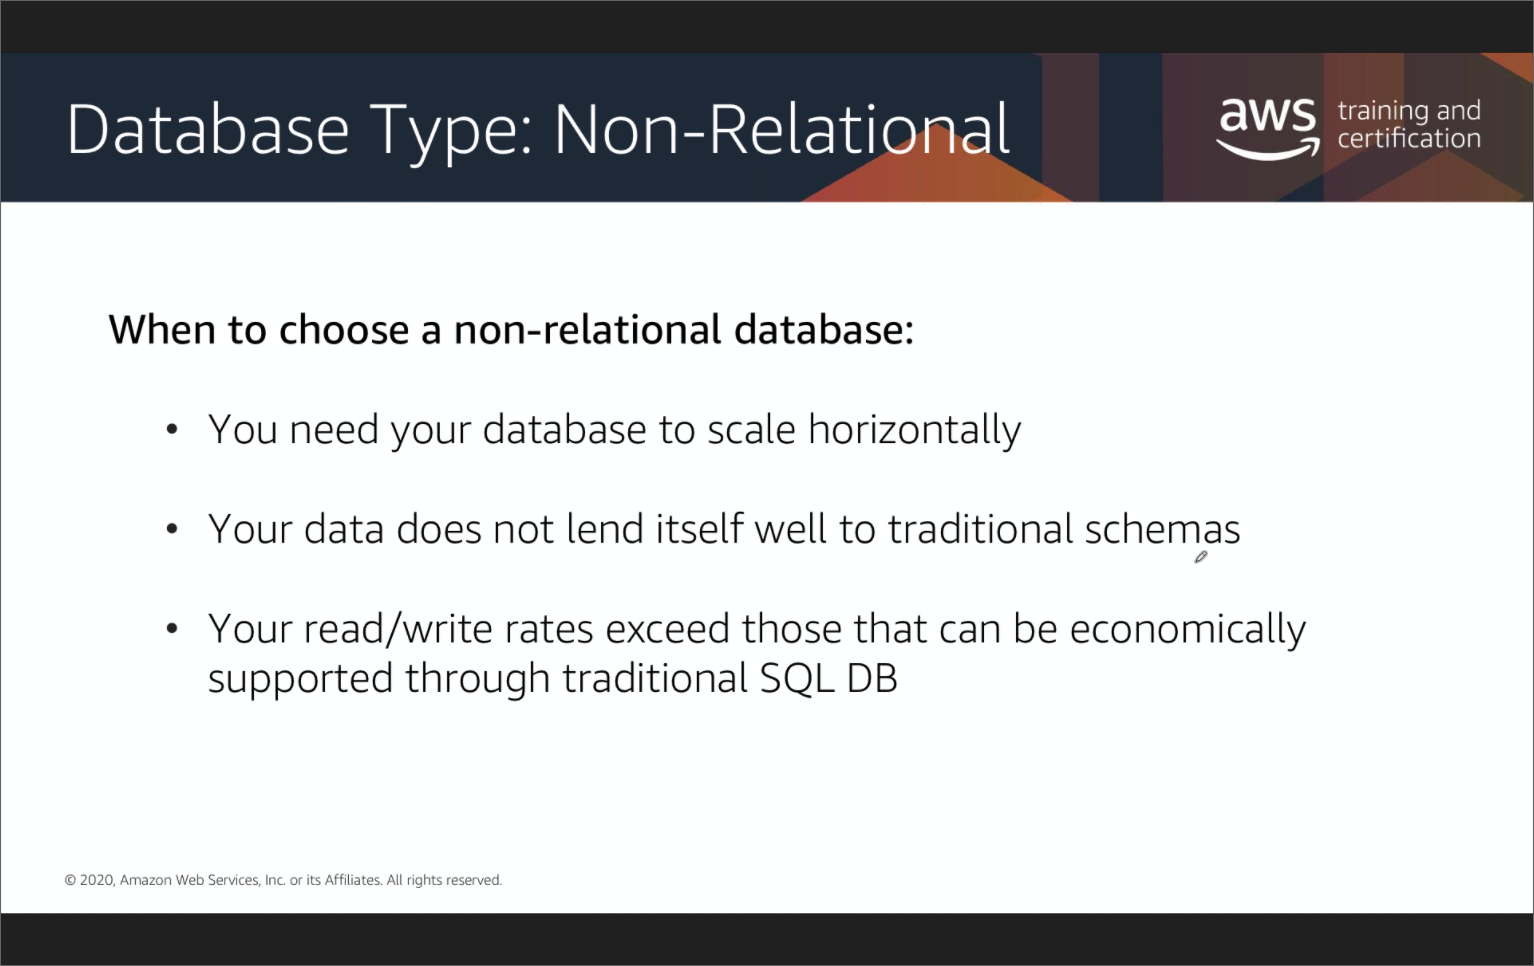 Database Type: Non-Relational
aws training and
certification
When to choose a non-relational database:
• You need your database to scale horizontally
• Your data does not lend itself well to traditional schemas
• Your read/write rates exceed those that can be economically
supported through traditional SQL DB
© 2020, Amazon Web Services, Inc. or its Affiliates. All rights reserved.